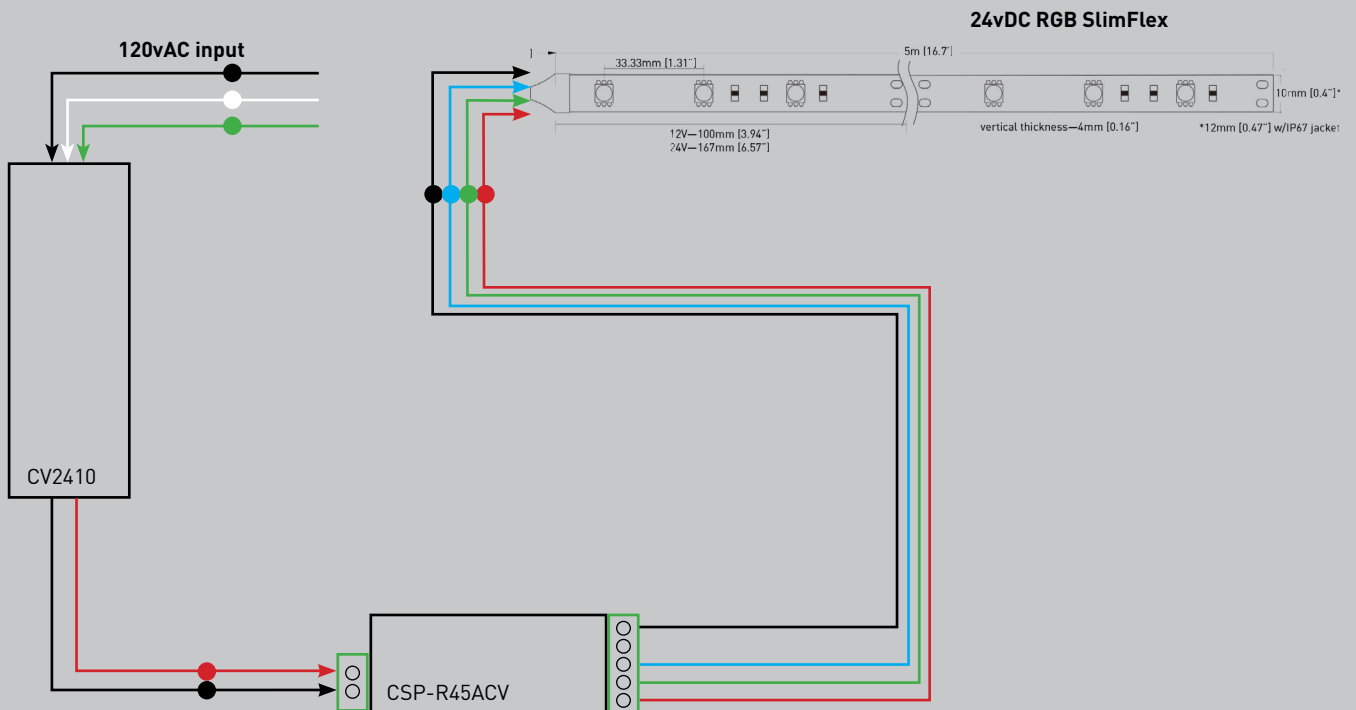 24vDC RGB SlimFlex
120vAC input
1
5m [16.7']
33.33mm [1.31"]
10mm [0.4"]*
12V—100mm [3.94"]
24V—167mm [6.57"]
vertical thickness—4mm [0.16"]
*12mm [0.47"] w/IP67 jacket
CV2410
CSP-R45ACV